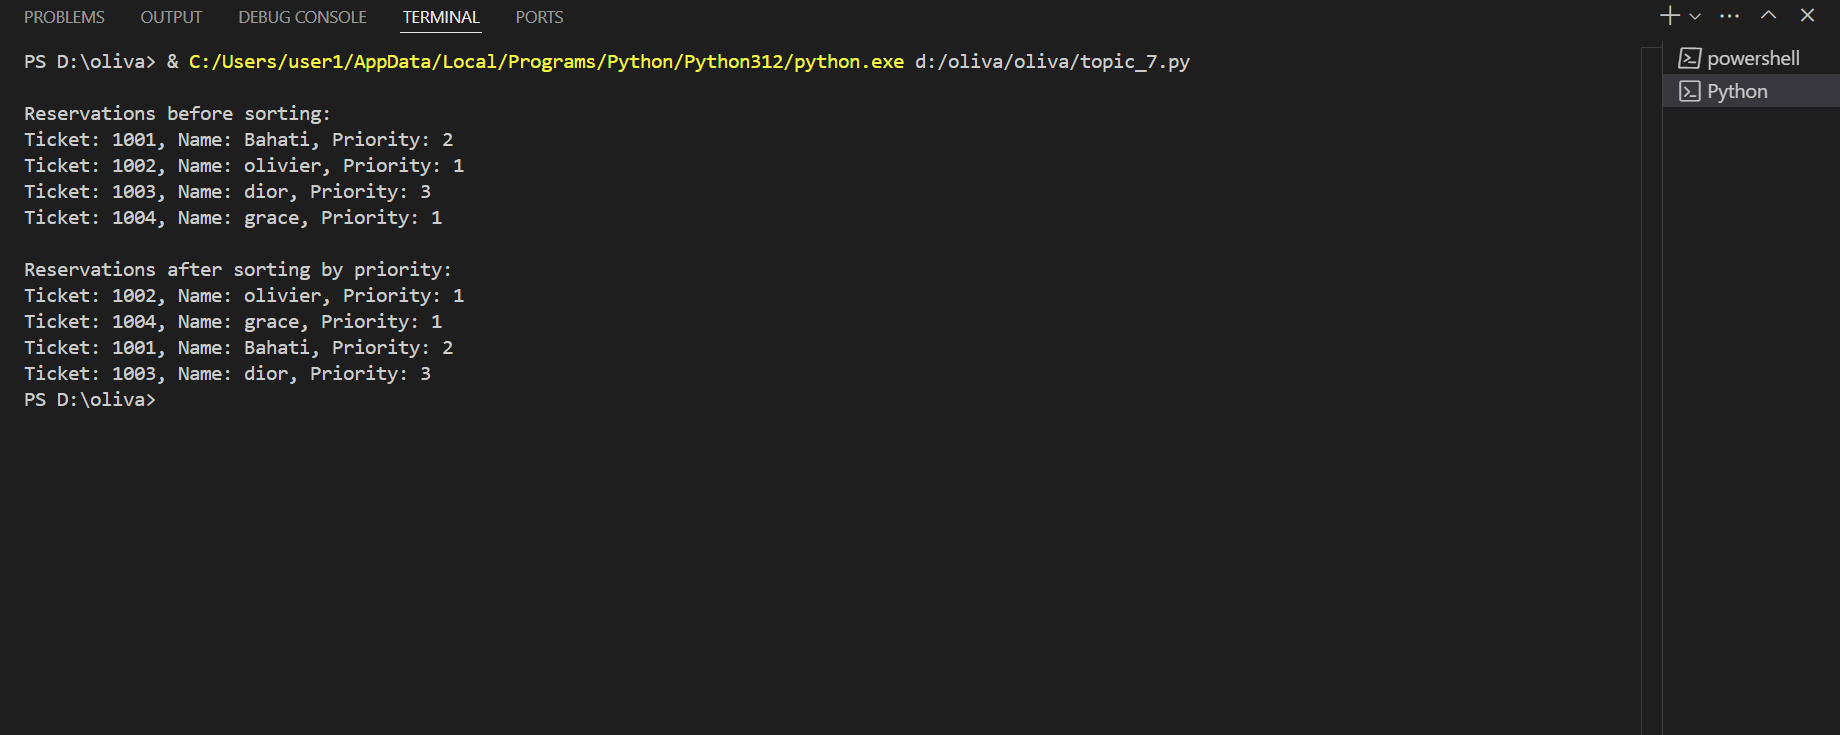 PROBLEMS OUTPUT DEBUG CONSOLE TERMINAL PORTS
PS D:\oliva> & C:/Users/user1/AppData/Local/Programs/Python/Python312/python.exe d:/oliva/oliva/topic_7.py
Reservations before sorting:
Ticket: 1001, Name: Bahati, Priority: 2
Ticket: 1002, Name: olivier, Priority: 1
Ticket: 1003, Name: dior, Priority: 3
Ticket: 1004, Name: grace, Priority: 1
Reservations after sorting by priority:
Ticket: 1002, Name: olivier, Priority: 1
Ticket: 1004, Name: grace, Priority: 1
Ticket: 1001, Name: Bahati, Priority: 2
Ticket: 1003, Name: dior, Priority: 3
PS D:\oliva>
powershell
Python